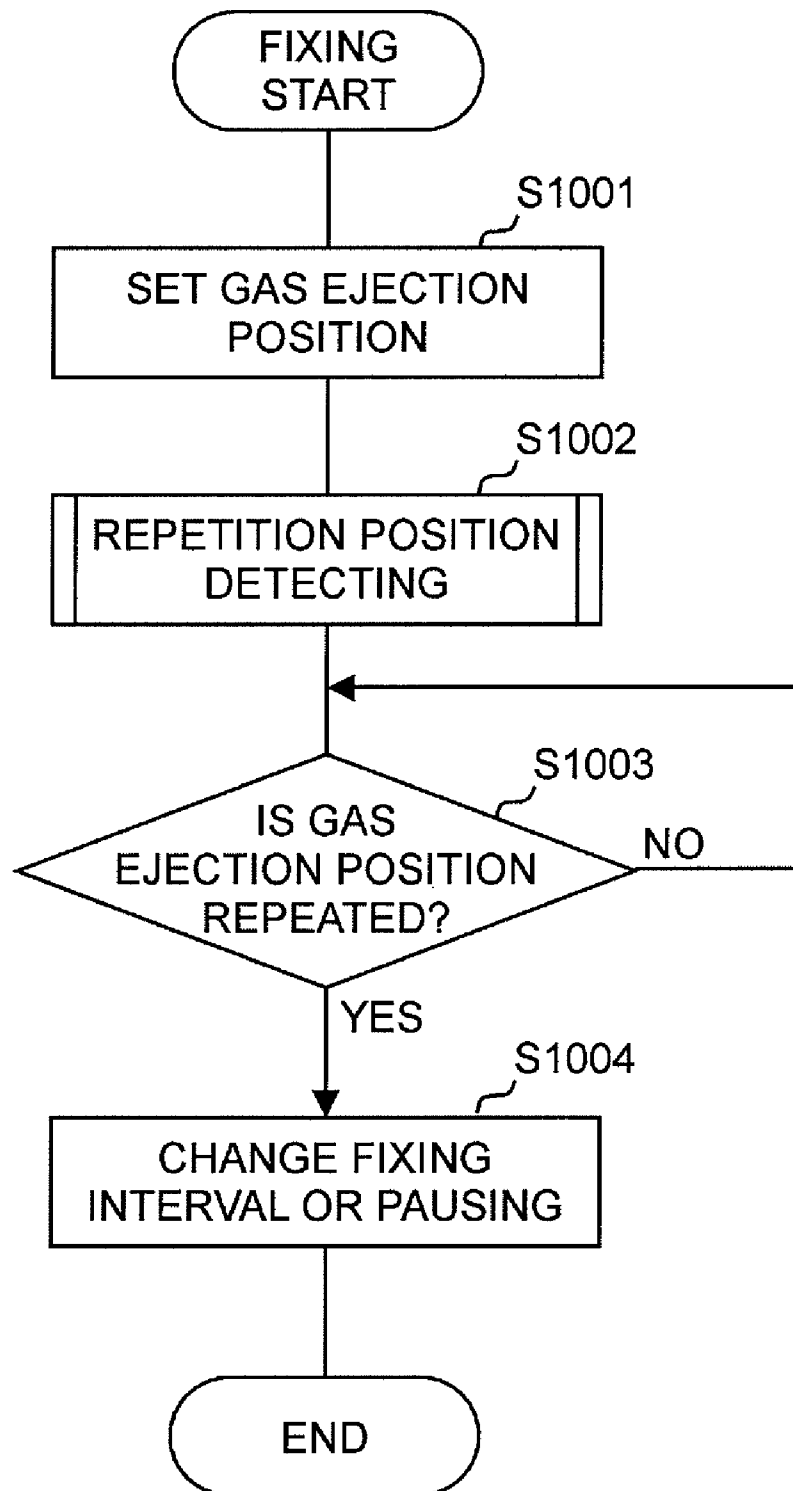 FIXING
START
S1001
SET GAS EJECTION
POSITION
S1002
REPETITION POSITION
DETECTING
S1003
IS GAS
EJECTION POSITION
REPEATED?
NO
YES
S1004
CHANGE FIXING
INTERVAL OR PAUSING
END